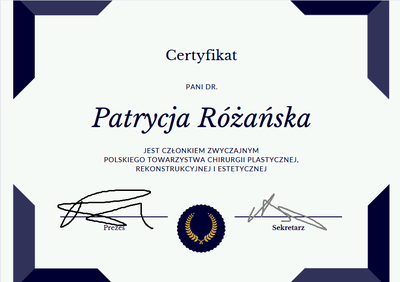 Certyfikat
PANI DR.
Patrycja Różańska
JEST CZŁONKIEM ZWYCZAJNYM
POLSKIEGO TOWARZYSTWA CHIRURGII PLASTYCZNEJ,
REKONSTRUKCYJNEJ I ESTETYCZNEJ
Prezes
Sekretarz